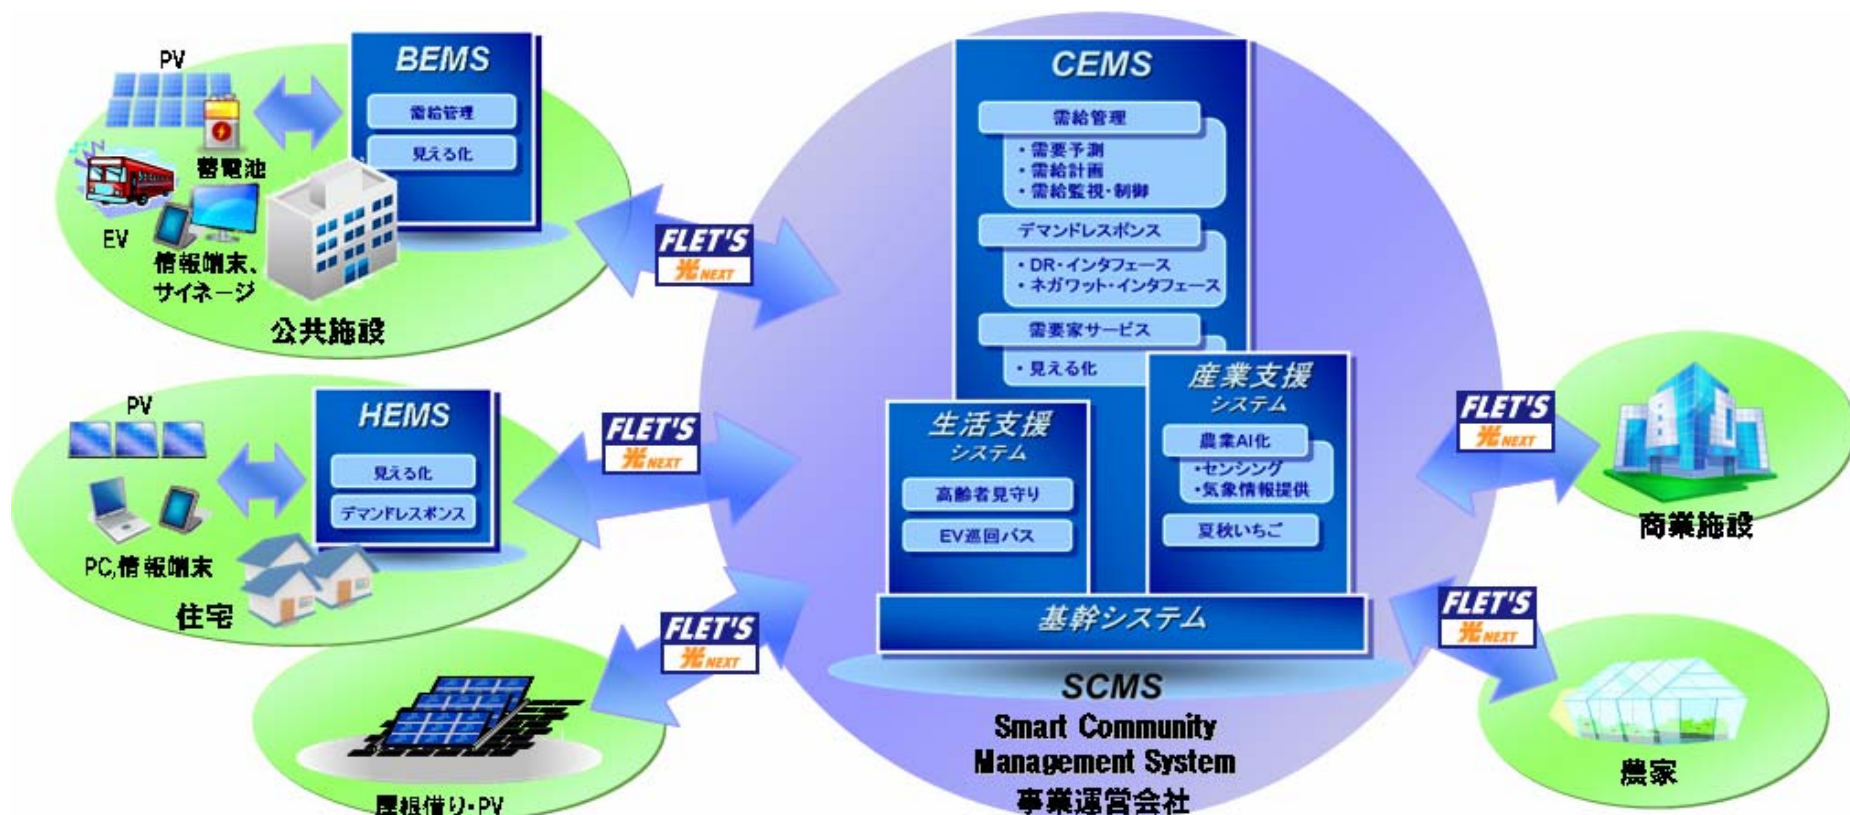 PV
BEMS
需給管理
見える化
蓄電池
EV
情報端末、
サイネージ
公共施設
FLET'S
光NEXT
PV
HEMS
見える化
デマンドレスポンス
PC,情報端末
住宅
FLET'S
光NEXT
屋根借り・PV
FLET'S
光NEXT
CEMS
需給管理
・需要予測
・需給計画
・需給監視・制御
デマンドレスポンス
・DR・インタフェース
・ネガワット・インタフェース
需要家サービス
・見える化
生活支援
システム
高齢者見守り
EV巡回バス
産業支援
システム
農業AI化
・センシング
・気象情報提供
夏秋いちご
基幹システム
SCMS
Smart Community
Management System
事業運営会社
FLET'S
光NEXT
商業施設
FLET'S
光NEXT
農家